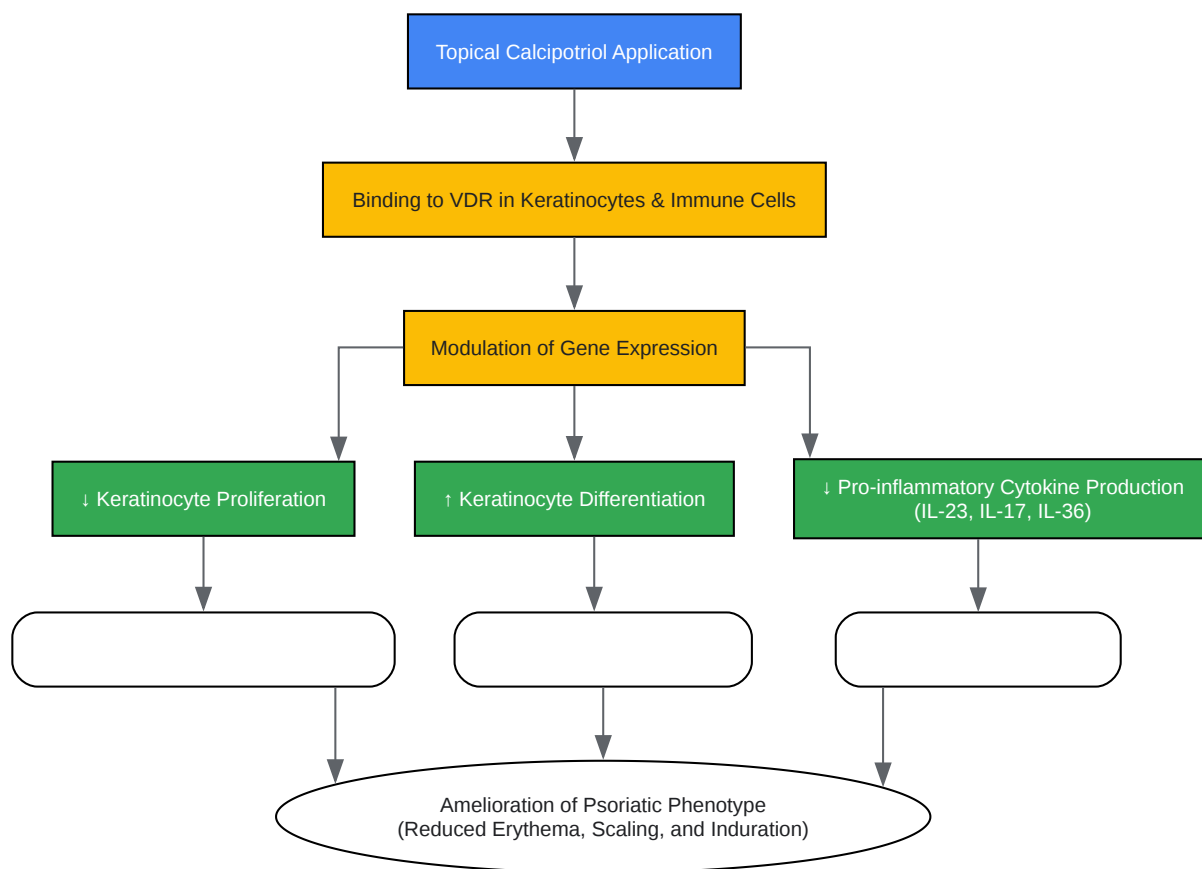 Topical Calcipotriol Application
Binding to VDR in Keratinocytes & Immune Cells
Modulation of Gene Expression
↓ Keratinocyte Proliferation
↑ Keratinocyte Differentiation
↓ Pro-inflammatory Cytokine Production
(IL-23, IL-17, IL-36)
Amelioration of Psoriatic Phenotype
(Reduced Erythema, Scaling, and Induration)